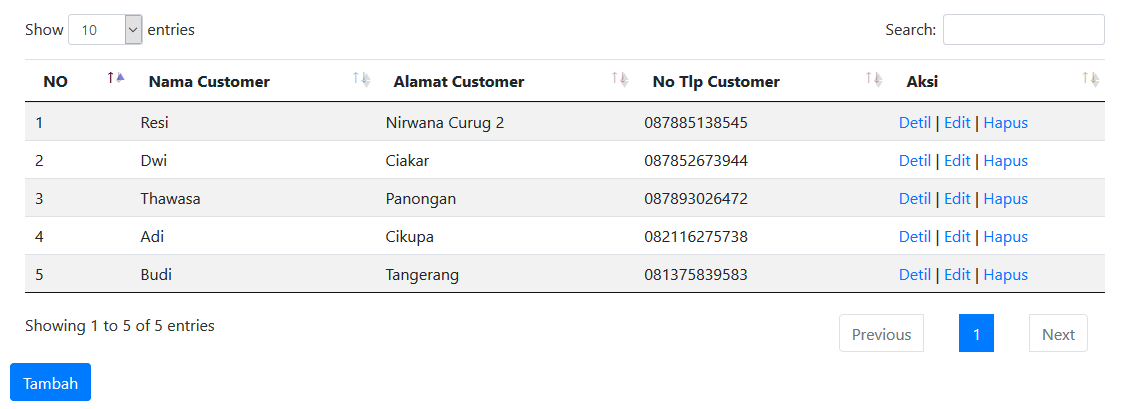 Show 10 entries Search:
NO Nama Customer Alamat Customer No Tlp Customer Aksi
1 Resi Nirwana Curug 2 087885138545 Detil | Edit | Hapus
2 Dwi Ciakar 087852673944 Detil | Edit | Hapus
3 Thawasa Panongan 087893026472 Detil | Edit | Hapus
4 Adi Cikupa 082116275738 Detil | Edit | Hapus
5 Budi Tangerang 081375839583 Detil | Edit | Hapus
Showing 1 to 5 of 5 entries Previous 1 Next
Tambah